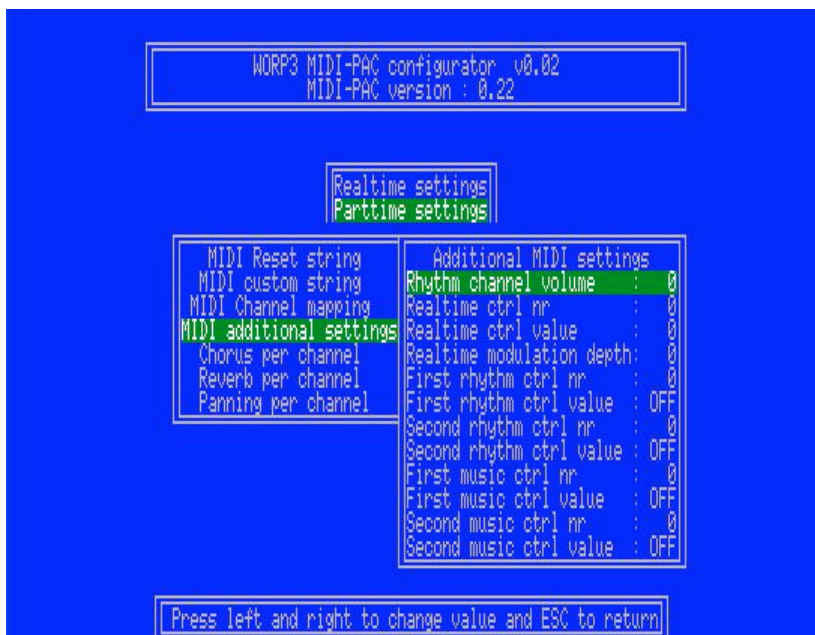 WORP3 MIDI-PAC configurator v0.02
MIDI-PAC version : 0.22
Realtime settings
Parttime settings
MIDI Reset string
MIDI custom string
MIDI Channel mapping
MIDI additional settings
Chorus per channel
Reverb per channel
Panning per channel
Additional MIDI settings
Rhythm channel volume : 0
Realtime ctrl nr : 0
Realtime ctrl value : 0
Realtime modulation depth: 0
First rhythm ctrl nr : 0
First rhythm ctrl value : OFF
Second rhythm ctrl nr : 0
Second rhythm ctrl value : OFF
First music ctrl nr : 0
First music ctrl value : OFF
Second music ctrl nr : 0
Second music ctrl value : OFF
Press left and right to change value and ESC to return